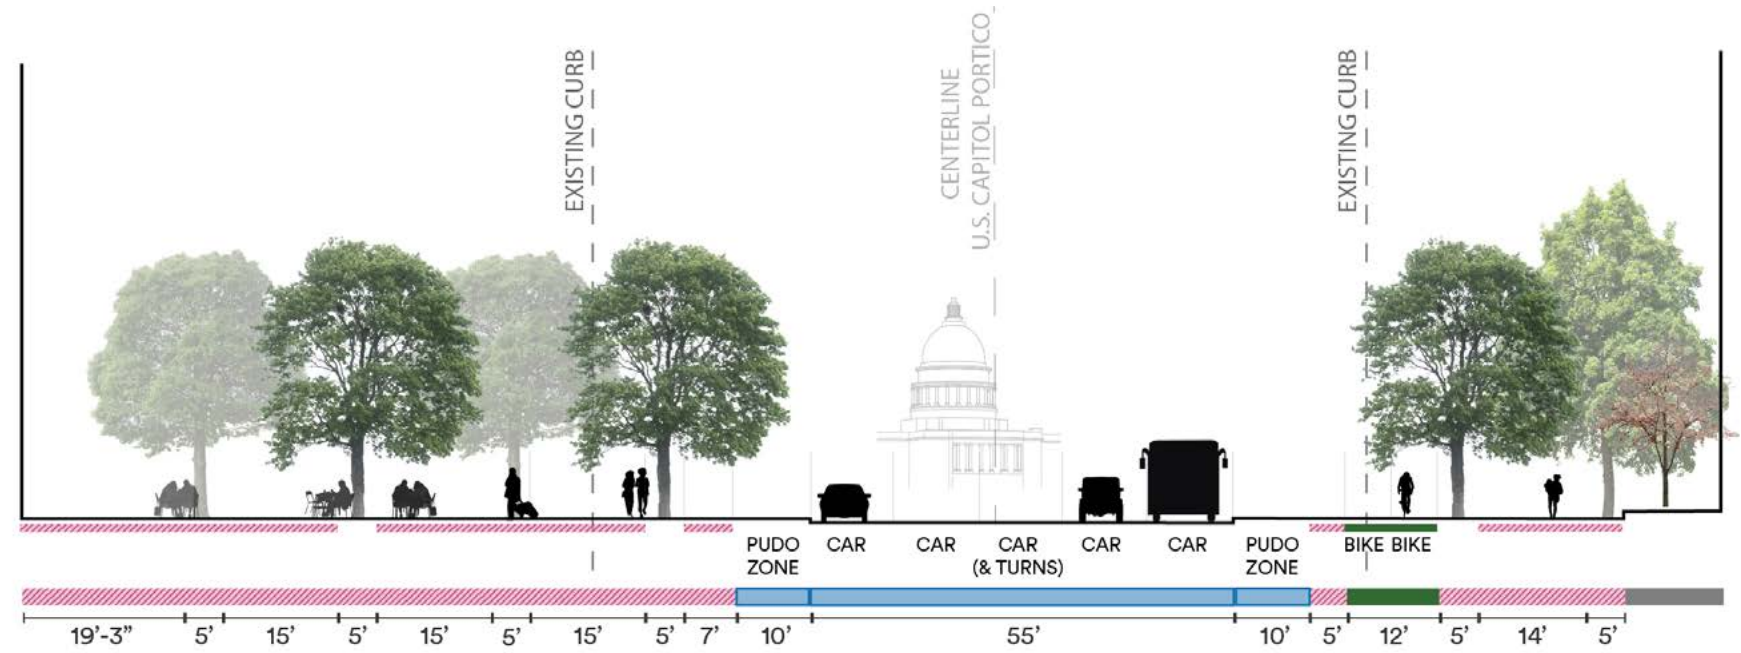 EXISTING CURB
CENTERLINE
U.S. CAPITOL PORTICO
EXISTING CURB
PUDO ZONE
CAR
CAR
CAR
(& TURNS)
CAR
CAR
PUDO ZONE
BIKE BIKE
19'-3” 5' 15' 5' 15' 5' 15' 5' 7' 10' 55' 10' 5' 12' 5' 14' 5'